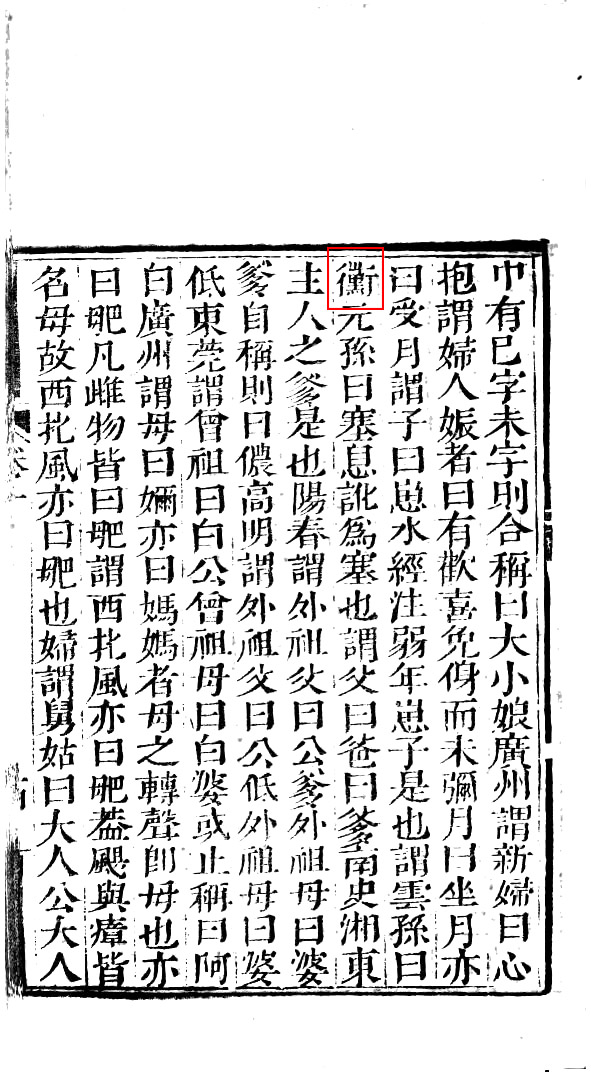 巾有巳字未字則合稱曰大小娘廣州謂新婦曰心
抱謂婦人娠者曰有歡喜免身而未彌月曰坐月亦
曰受月謂子曰崽水經注弱年崽子是也謂雲孫曰
衝元孫曰塞息訛爲塞也謂父曰爸曰爹南史湘東
主人之爹是也陽春謂外祖父曰公爹外祖母曰婆
爹自稱則曰儂高明謂外祖父曰公低外祖母曰婆
低東莞謂曾祖曰白公曾祖母曰白婆或止稱曰阿
白廣州謂母曰嬭亦曰媽媽者母之轉聲卽母也亦
曰𡚽凡雌物皆曰𡚽謂西北風亦曰𡚽葢颶與瘴皆
名母故西北風亦曰𡚽也婦謂舅姑曰大人公大人